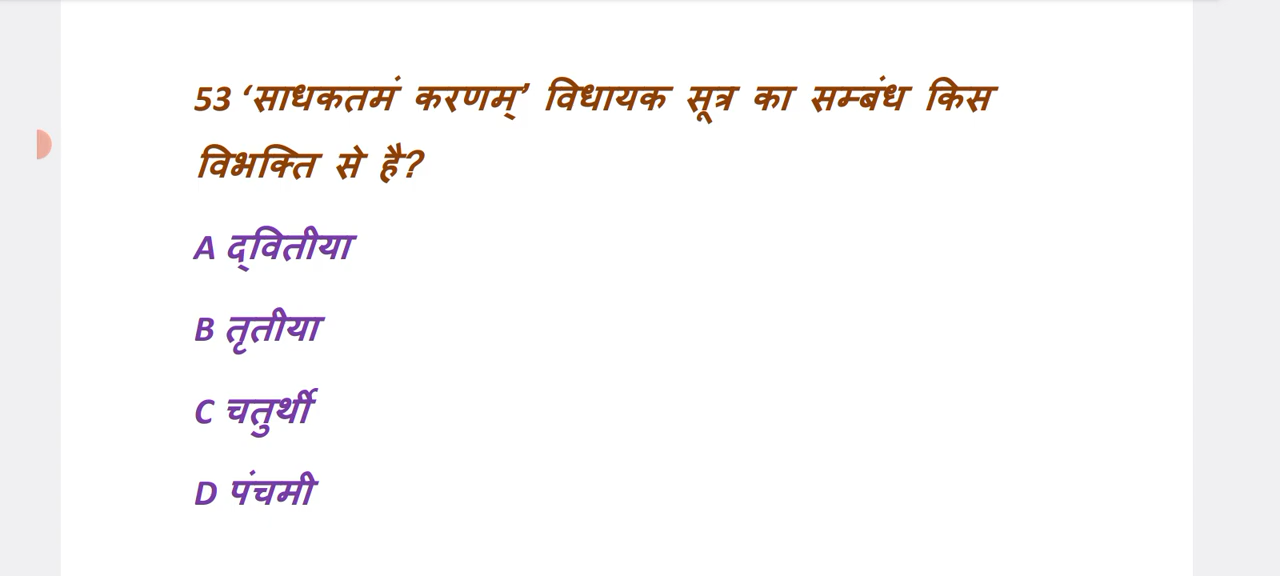 53 ‘साधकतमं करणम्’ विधायक सूत्र का सम्बंध किस
विभक्ति से है?
A द्वितीया
B तृतीया
C चतुर्थी
D पंचमी